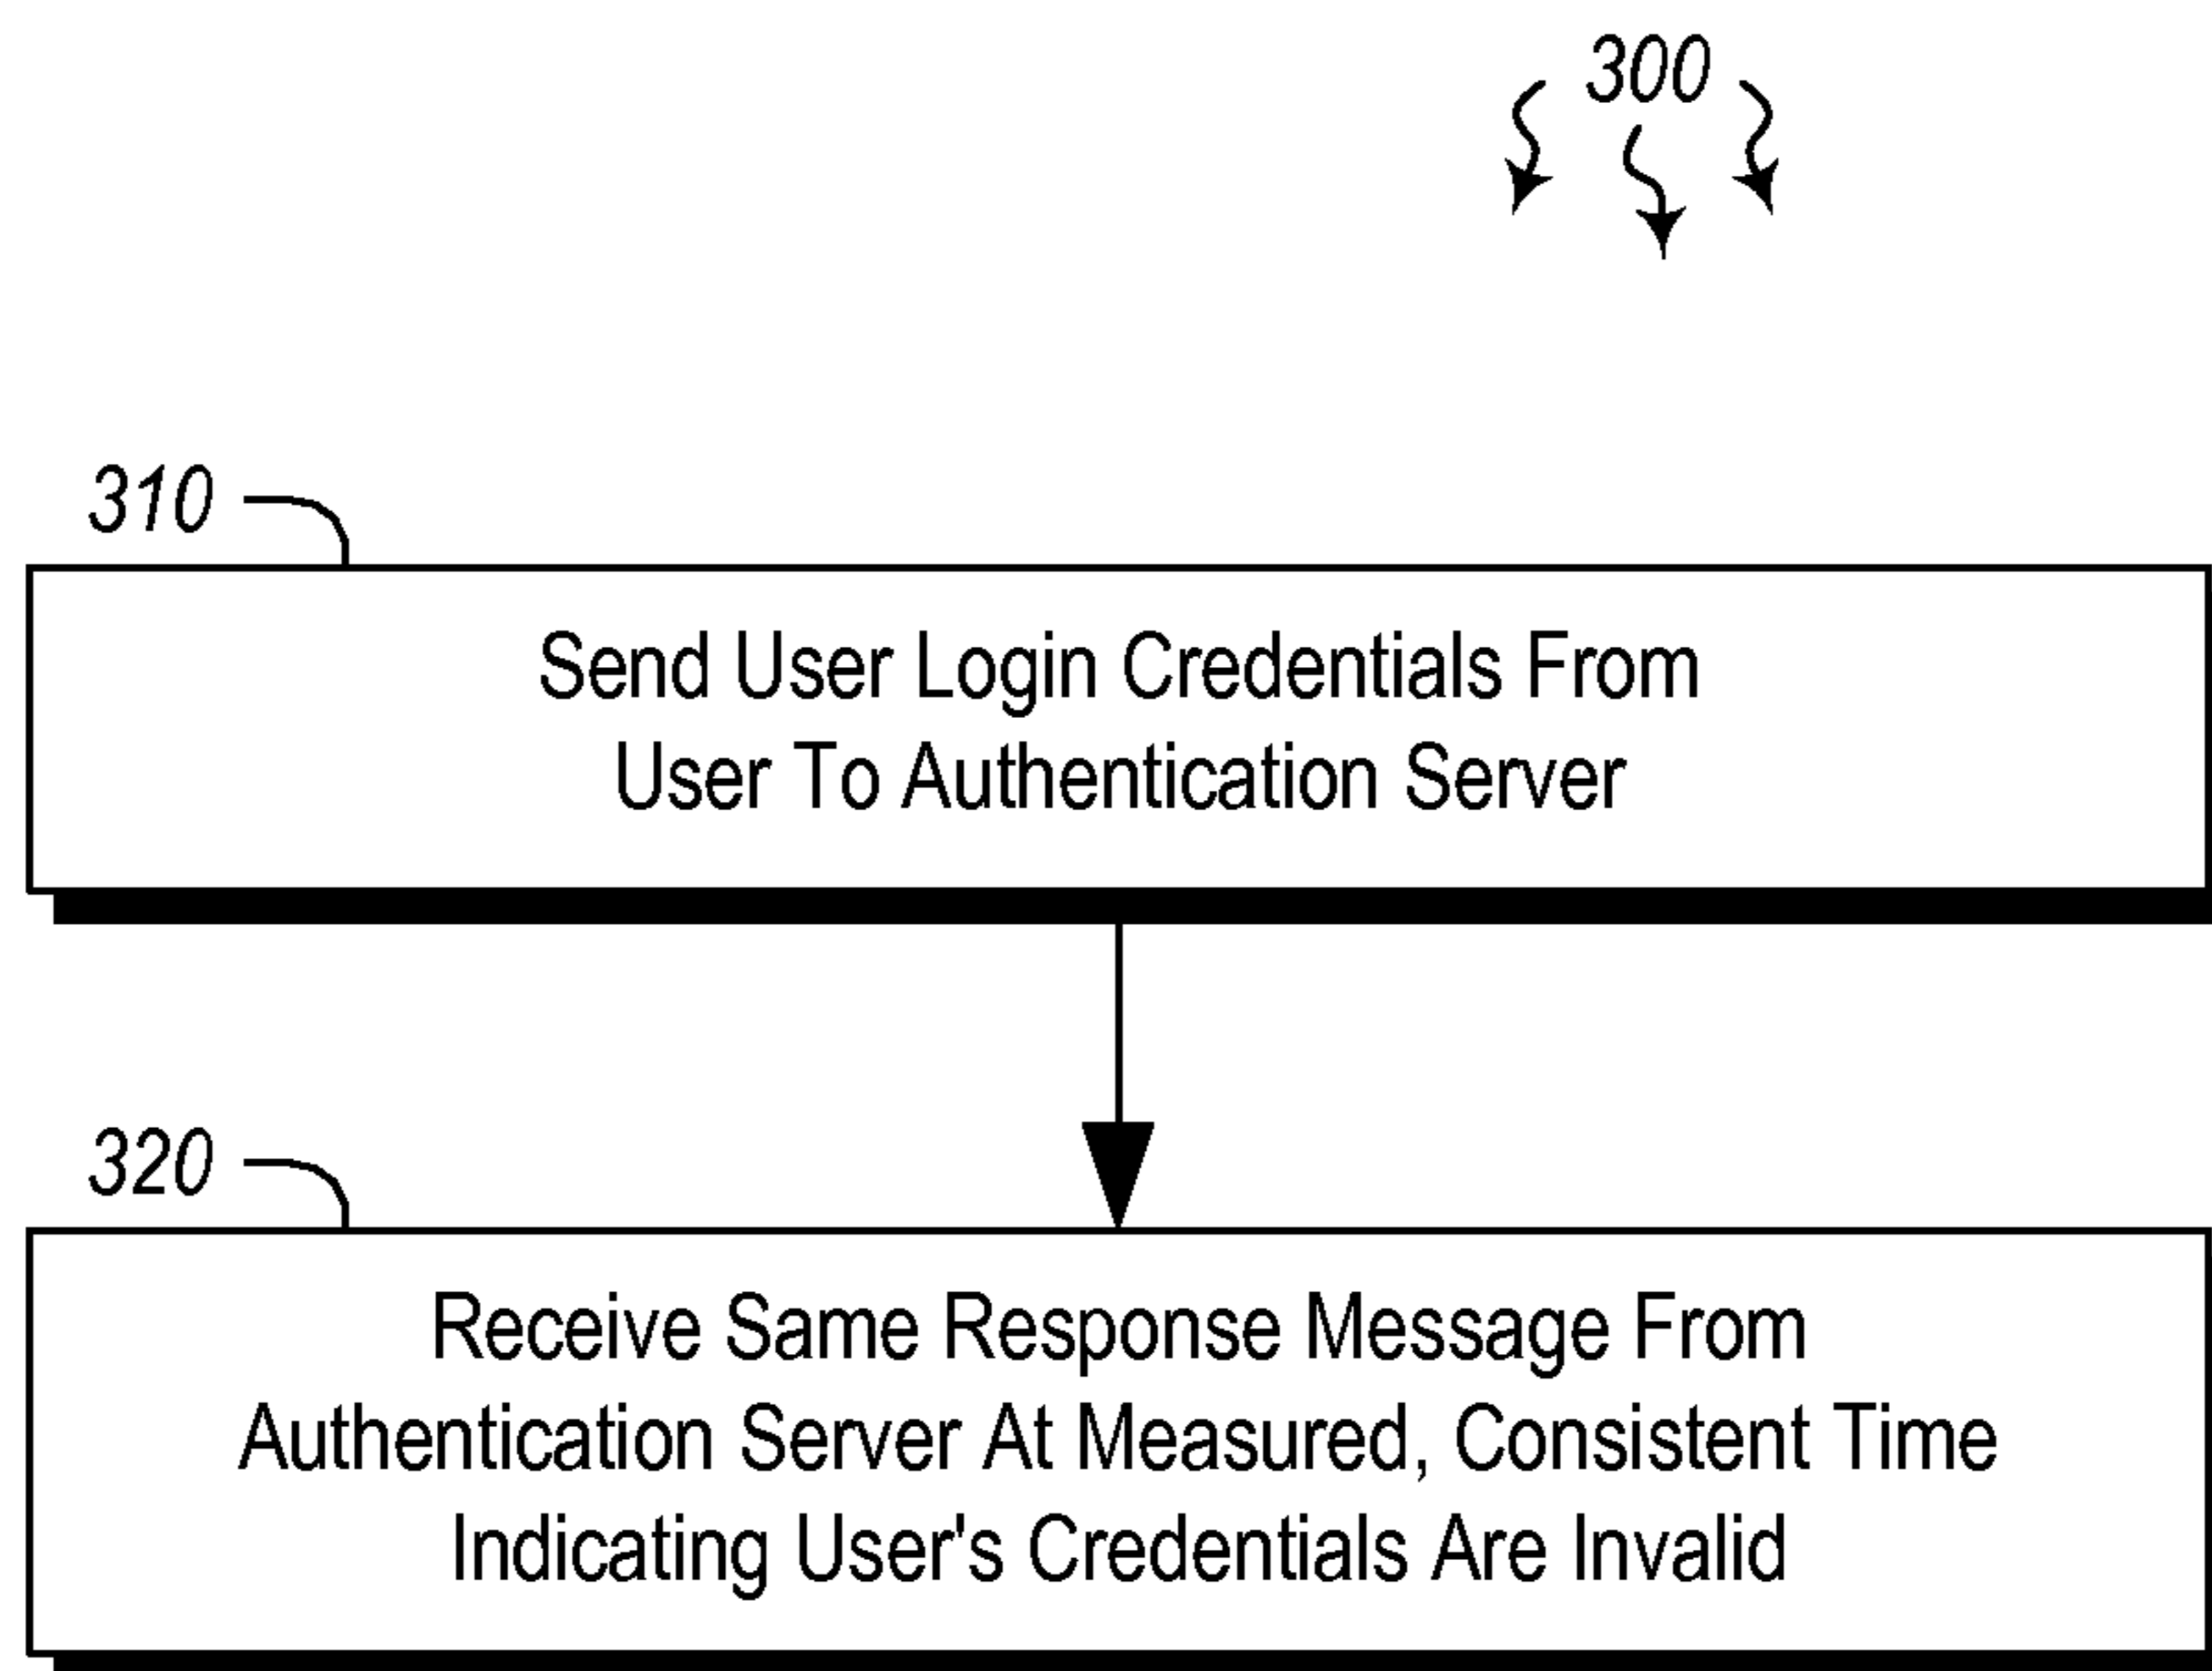 300
310
Send User Login Credentials From
User To Authentication Server
320
Receive Same Response Message From
Authentication Server At Measured, Consistent Time
Indicating User's Credentials Are Invalid